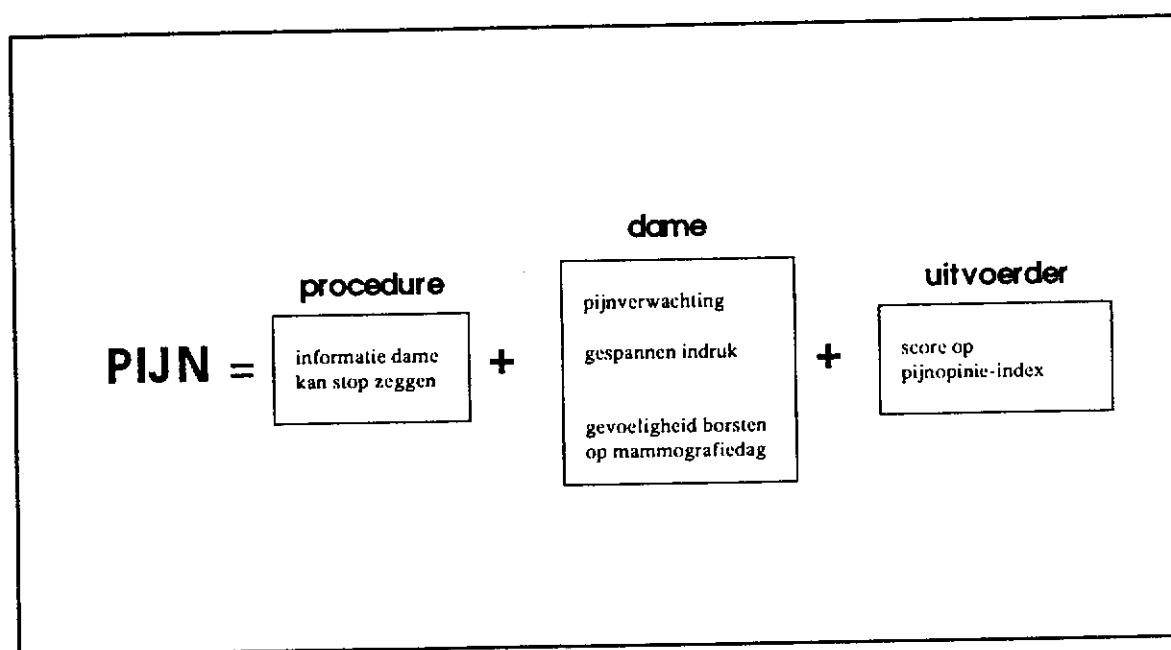 PIJN =
procedure
informatie dame
kan stop zeggen
+
dame
pijnverwachting
gespannen indruk
gevoeligheid borsten
op mammografiedag
+
uitvoerder
score op
pijnopinie-index